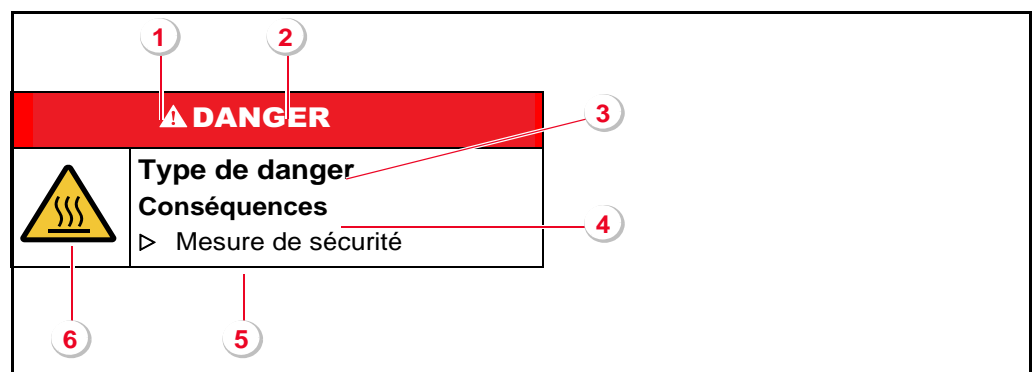 1 2
DANGER
3
Type de danger
Conséquences
4
▷ Mesure de sécurité
6 5